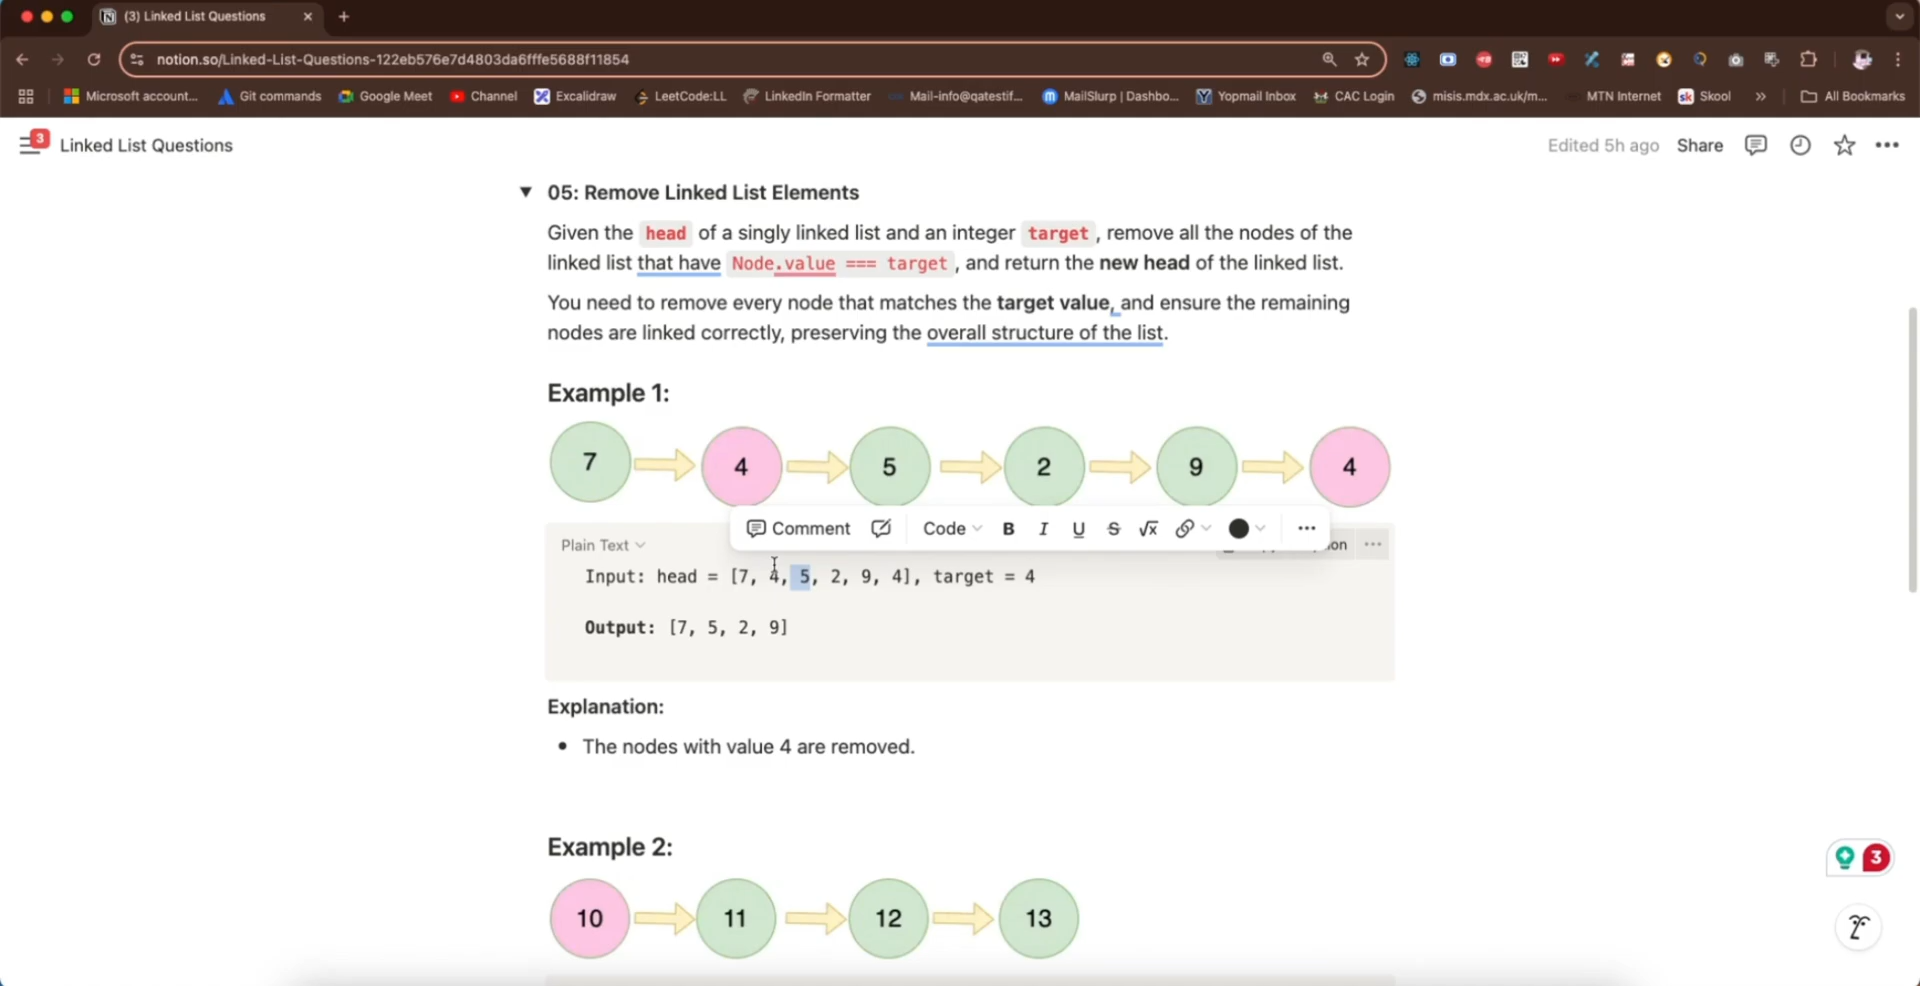 (3) Linked List Questions
notion.so/Linked-List-Questions-122eb576e7d4803da6fffe5688f11854
Microsoft account... Git commands Google Meet Channel Excalidraw LeetCode:LL LinkedIn Formatter Mail-info@qatestif... MailSlurp | Dashbo... Yopmail Inbox CAC Login misis.mdx.ac.uk/m... MTN Internet sk Skool » All Bookmarks
3 Linked List Questions Edited 5h ago Share
05: Remove Linked List Elements
Given the head of a singly linked list and an integer target, remove all the nodes of the
linked list that have Node.value === target, and return the new head of the linked list.
You need to remove every node that matches the target value, and ensure the remaining
nodes are linked correctly, preserving the overall structure of the list.
Example 1:
7 4 5 2 9 4
Comment Code B I U S √x
Plain Text
Input: head = [7, 4, 5, 2, 9, 4], target = 4
Output: [7, 5, 2, 9]
Explanation:
• The nodes with value 4 are removed.
Example 2:
3
10 11 12 13